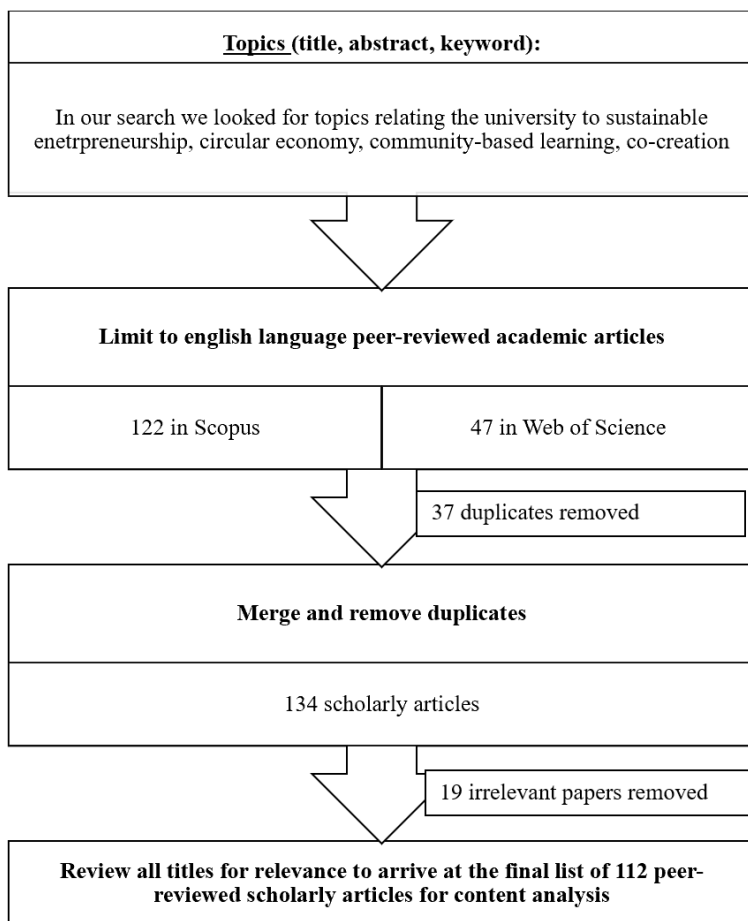 Topics (title, abstract, keyword):
In our search we looked for topics relating the university to sustainable
enetrpreneurship, circular economy, community-based learning, co-creation
Limit to english language peer-reviewed academic articles
122 in Scopus
47 in Web of Science
37 duplicates removed
Merge and remove duplicates
134 scholarly articles
19 irrelevant papers removed
Review all titles for relevance to arrive at the final list of 112 peer-
reviewed scholarly articles for content analysis